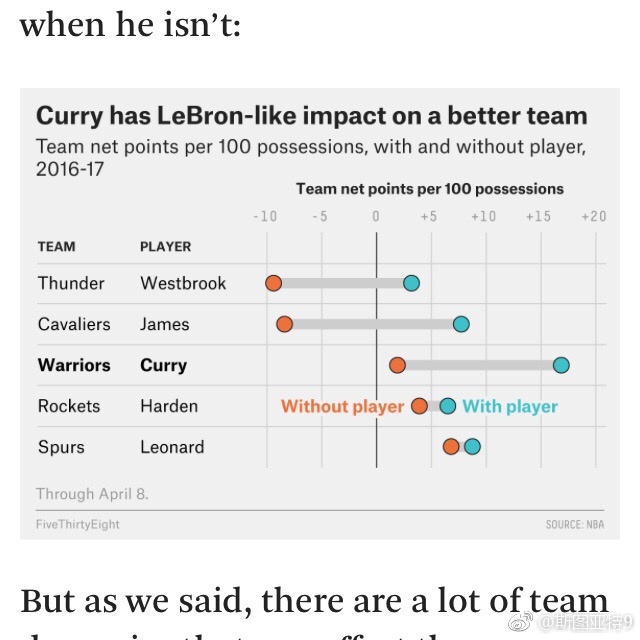 when he isn't:
Curry has LeBron-like impact on a better team
Team net points per 100 possessions, with and without player,
2016-17
Team net points per 100 possessions
-10 -5 0 +5 +10 +15 +20
TEAM PLAYER
Thunder Westbrook
Cavaliers James
Warriors Curry
Rockets Harden Without player With player
Spurs Leonard
Through April 8.
FiveThirtyEight SOURCE: NBA
But as we said, there are a lot of team